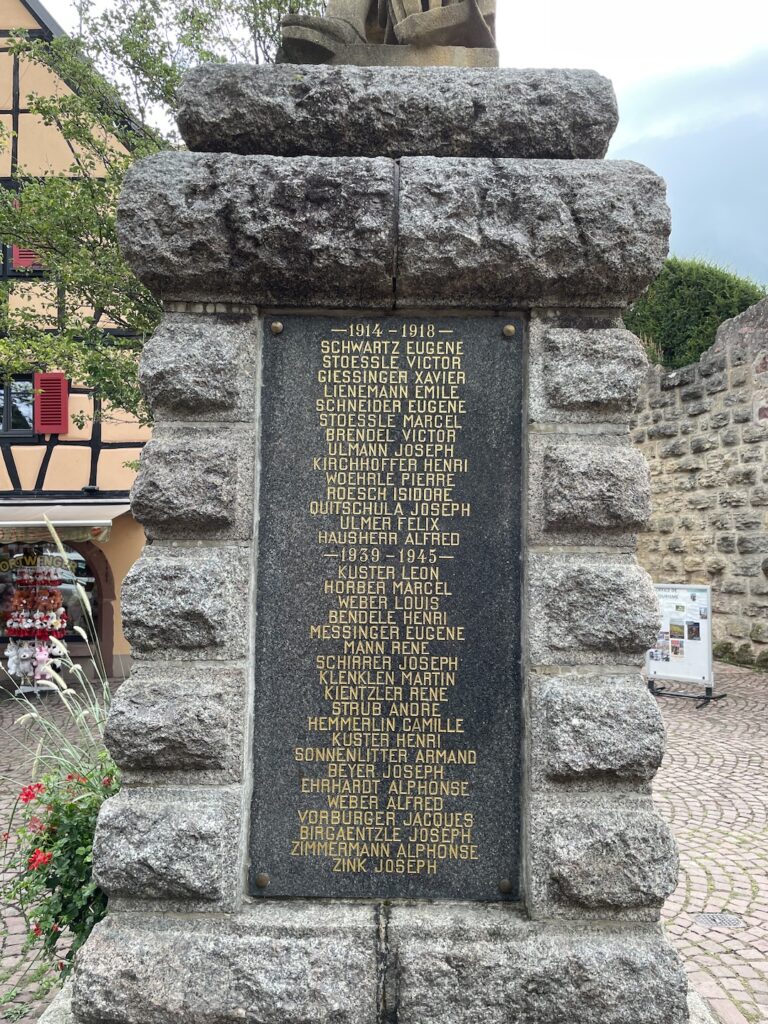 —1914 - 1918—
SCHWARTZ EUGENE
STOESSLE VICTOR
GIESSINGER XAVIER
LIENEMANN EMILE
SCHNEIDER EUGENE
STOESSLE MARCEL
BRENDEL VICTOR
ULMANN JOSEPH
KIRCHHOFFER HENRI
WOEHRLE PIERRE
ROESCH ISIDORE
QUITSCHULA JOSEPH
ULMER FELIX
HAUSHERR ALFRED
—1939 - 1945—
KUSTER LEON
HORBER MARCEL
WEBER LOUIS
BENDELE HENRI
MESSINGER EUGENE
MANN RENE
SCHIRRER JOSEPH
KLENKLEN MARTIN
KIENTZLER RENE
STRUB ANDRE
HEMMERLIN CAMILLE
KUSTER HENRI
SONNENLITTER ARMAND
BEYER JOSEPH
EHRHARDT ALPHONSE
WEBER ALFRED
VORBURGER JACQUES
BIRGAENTZLE JOSEPH
ZIMMERMANN ALPHONSE
ZINK JOSEPH